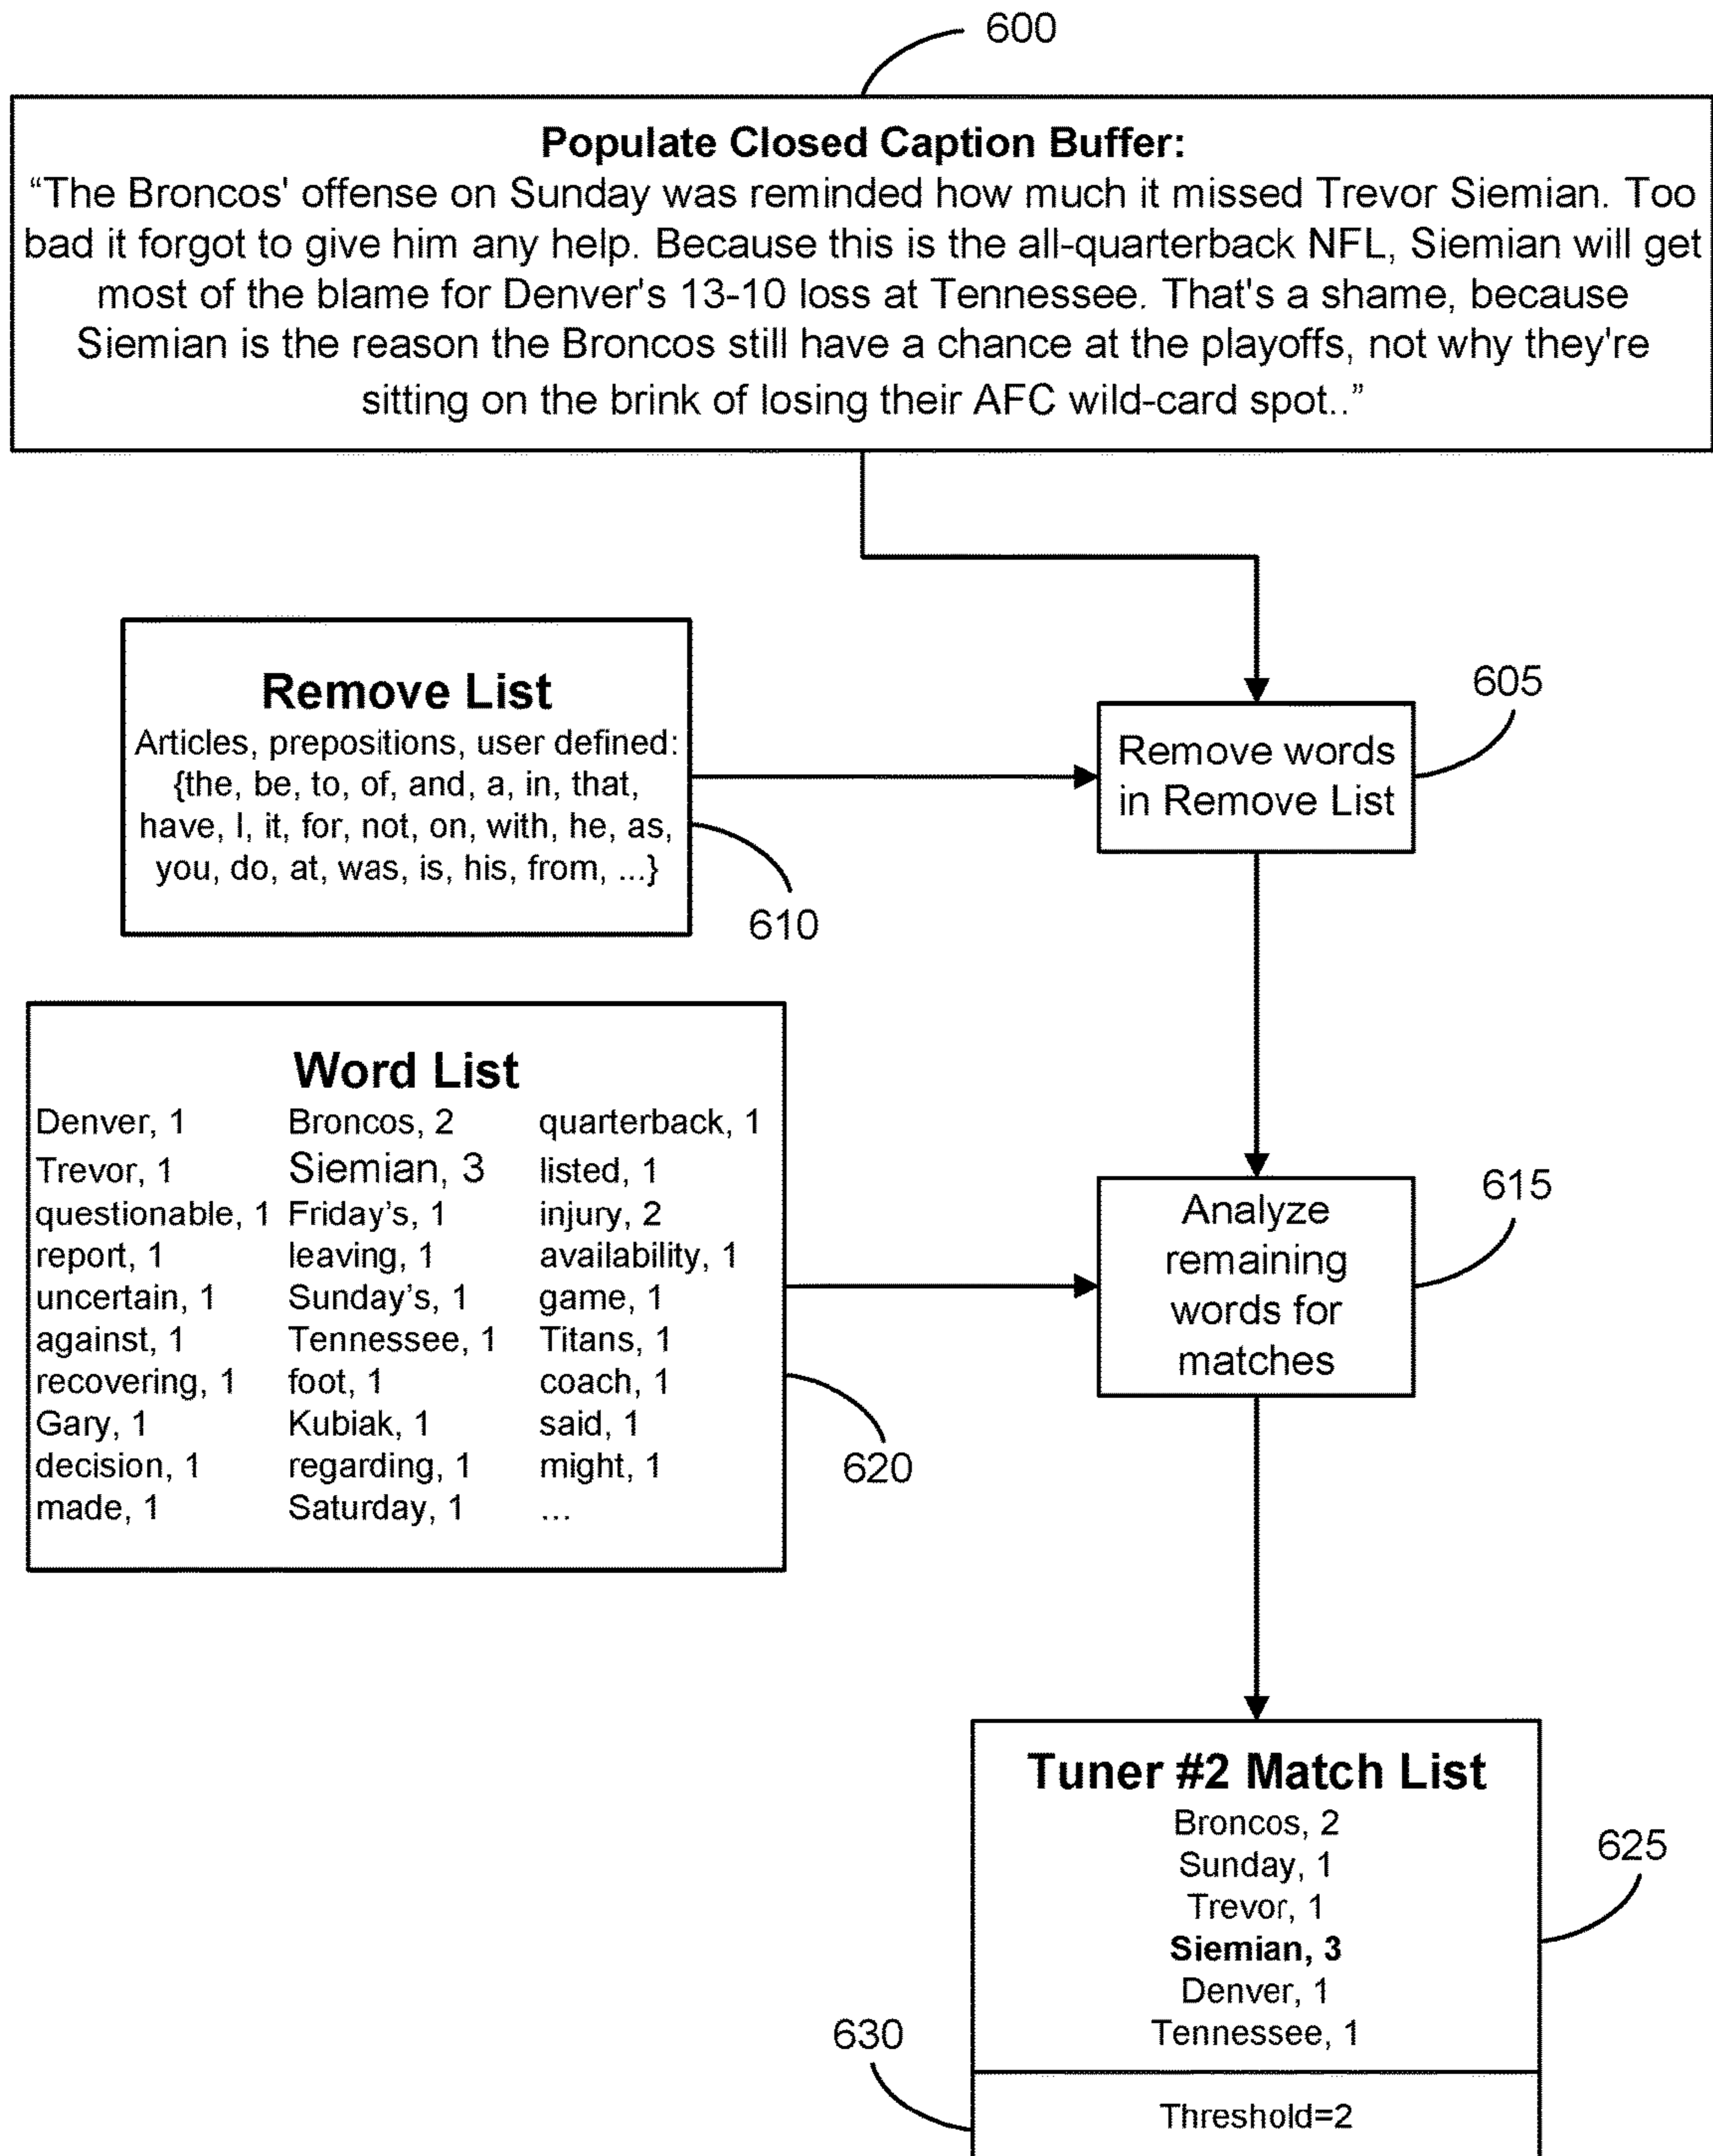 600
Populate Closed Caption Buffer:
“The Broncos' offense on Sunday was reminded how much it missed Trevor Siemian. Too
bad it forgot to give him any help. Because this is the all-quarterback NFL, Siemian will get
most of the blame for Denver's 13-10 loss at Tennessee. That's a shame, because
Siemian is the reason the Broncos still have a chance at the playoffs, not why they're
sitting on the brink of losing their AFC wild-card spot..”
Remove List
Articles, prepositions, user defined:
{the, be, to, of, and, a, in, that,
have, I, it, for, not, on, with, he, as,
you, do, at, was, is, his, from, ...}
610
605
Remove words
in Remove List
Word List
Denver, 1 Broncos, 2 quarterback, 1
Trevor, 1 Siemian, 3 listed, 1
questionable, 1 Friday’s, 1 injury, 2
report, 1 leaving, 1 availability, 1
uncertain, 1 Sunday’s, 1 game, 1
against, 1 Tennessee, 1 Titans, 1
recovering, 1 foot, 1 coach, 1
Gary, 1 Kubiak, 1 said, 1
decision, 1 regarding, 1 might, 1
made, 1 Saturday, 1 ...
620
615
Analyze
remaining
words for
matches
Tuner #2 Match List
Broncos, 2
Sunday, 1
Trevor, 1
Siemian, 3
Denver, 1
Tennessee, 1
625
630
Threshold=2